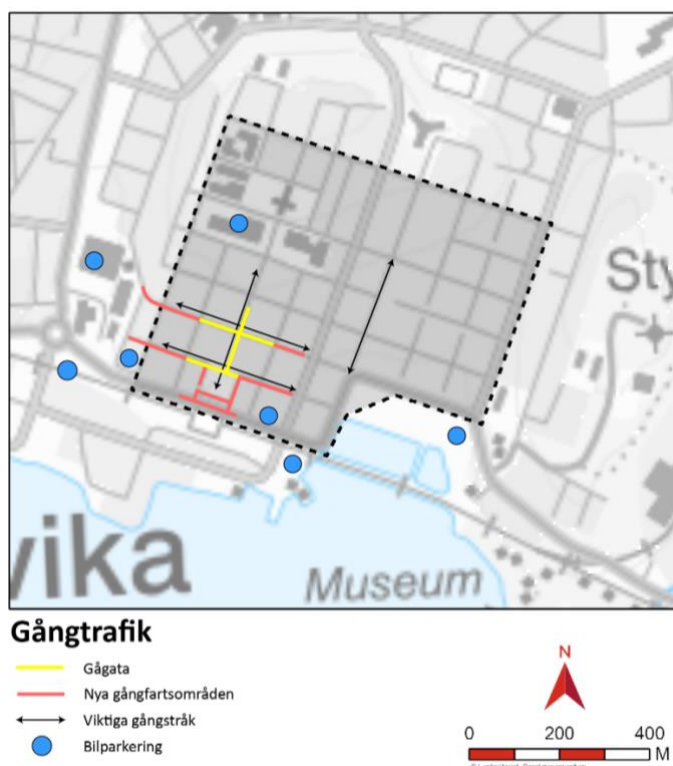 Sty
vika
Museum
Gångtrafik
Gågata
Nya gångfartsområden
Viktiga gångstråk
Bilparkering
N
0 200 400
M